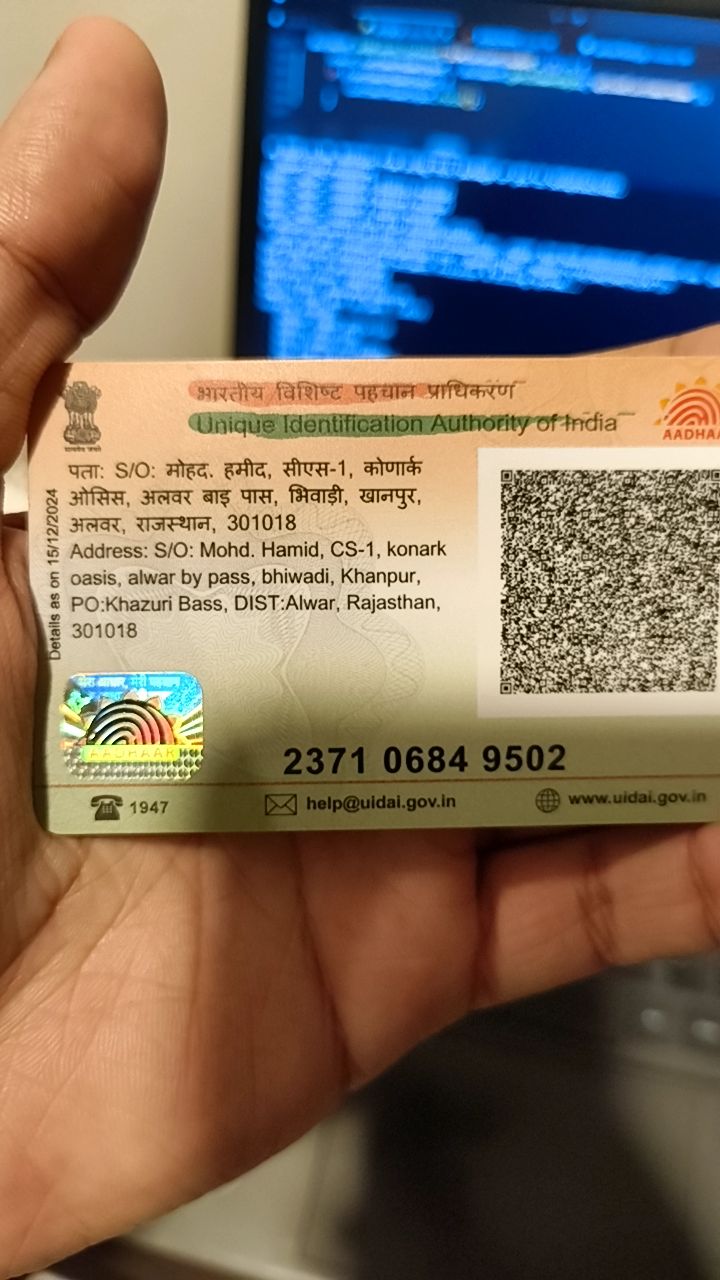 भारतीय विशिष्ट पहचान प्राधिकरण
Unique Identification Authority of India
सत्यमेव जयते
पता: S/O: मोहद. हमीद, सीएस-1, कोणार्क
ओसिस, अलवर बाइ पास, भिवाड़ी, खानपुर,
अलवर, राजस्थान, 301018
Address: S/O: Mohd. Hamid, CS-1, konark
oasis, alwar by pass, bhiwadi, Khanpur,
PO:Khazuri Bass, DIST:Alwar, Rajasthan,
301018
Details as on 15/12/2024
मेरा आधार, मेरी पहचान
AADHAAR
2371 0684 9502
1947
help@uidai.gov.in
www.uidai.gov.in